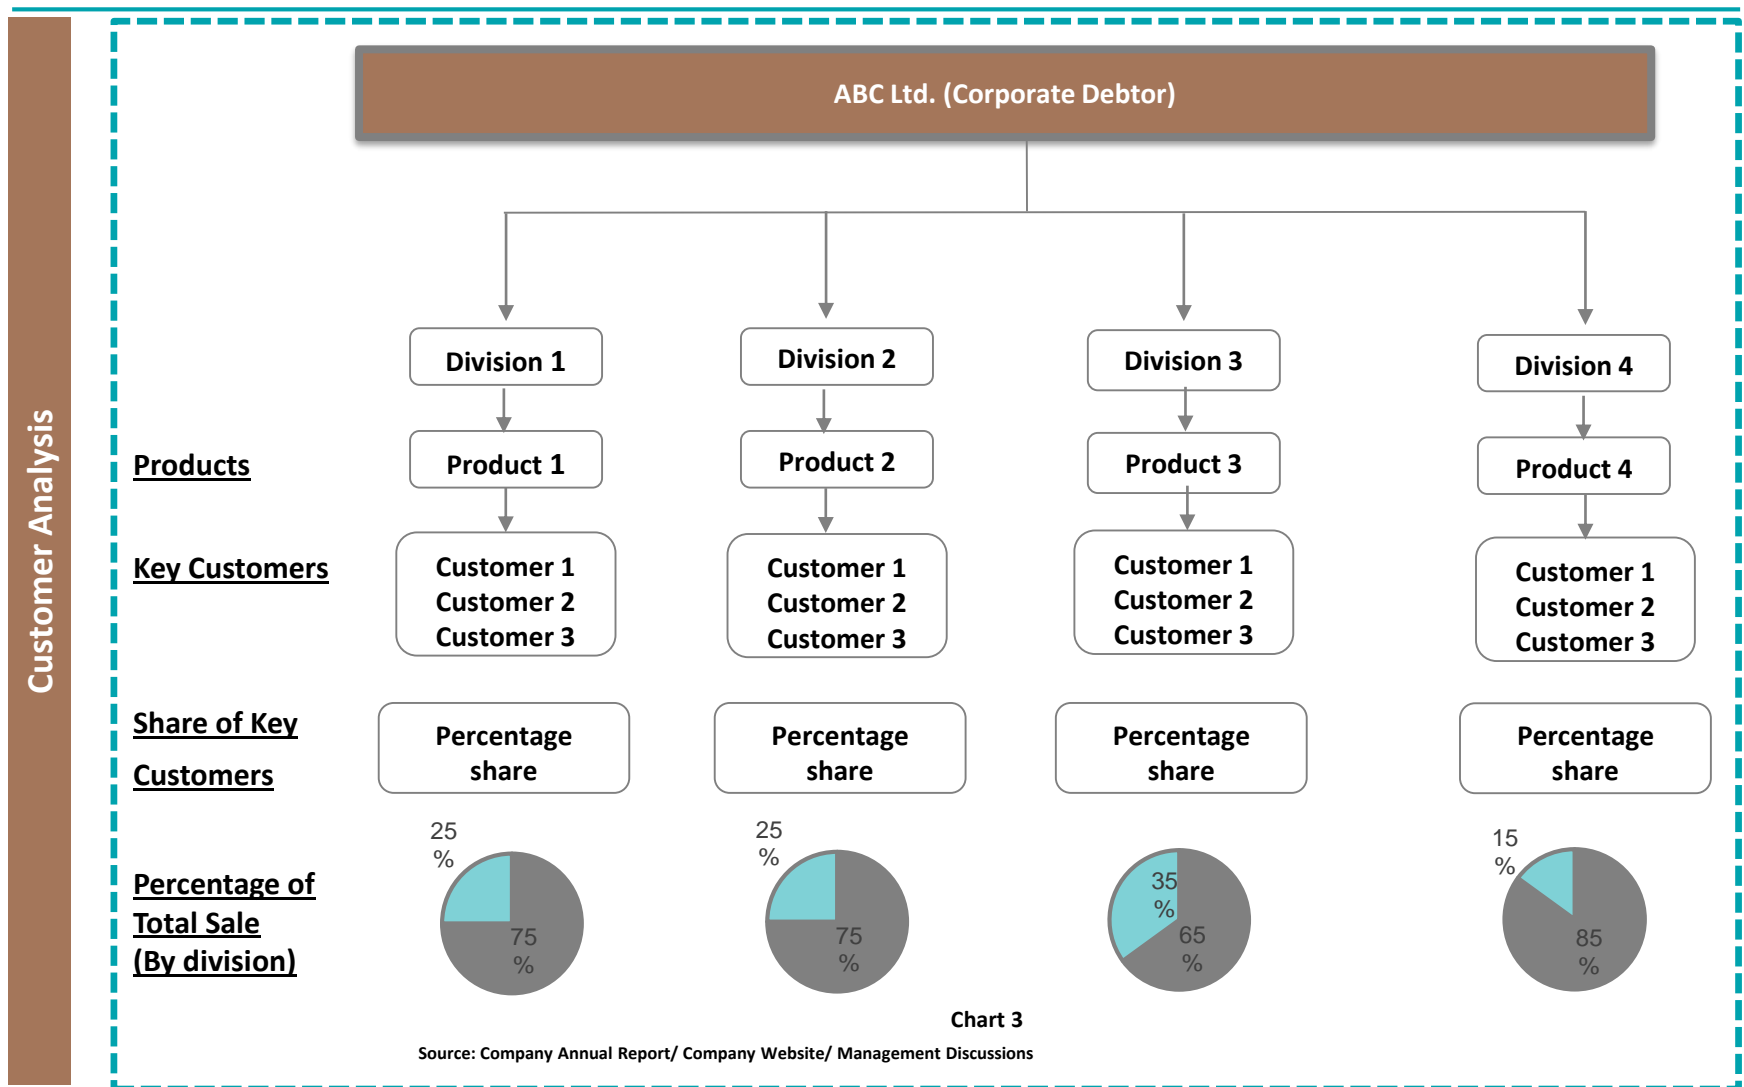 Customer Analysis
ABC Ltd. (Corporate Debtor)
Division 1
Division 2
Division 3
Division 4
Products
Product 1
Product 2
Product 3
Product 4
Key Customers
Customer 1
Customer 2
Customer 3
Customer 1
Customer 2
Customer 3
Customer 1
Customer 2
Customer 3
Customer 1
Customer 2
Customer 3
Share of Key
Customers
Percentage
share
Percentage
share
Percentage
share
Percentage
share
Percentage of
Total Sale
(By division)
25
%
75
%
25
%
75
%
35
%
65
%
15
%
85
%
Chart 3
Source: Company Annual Report/ Company Website/ Management Discussions